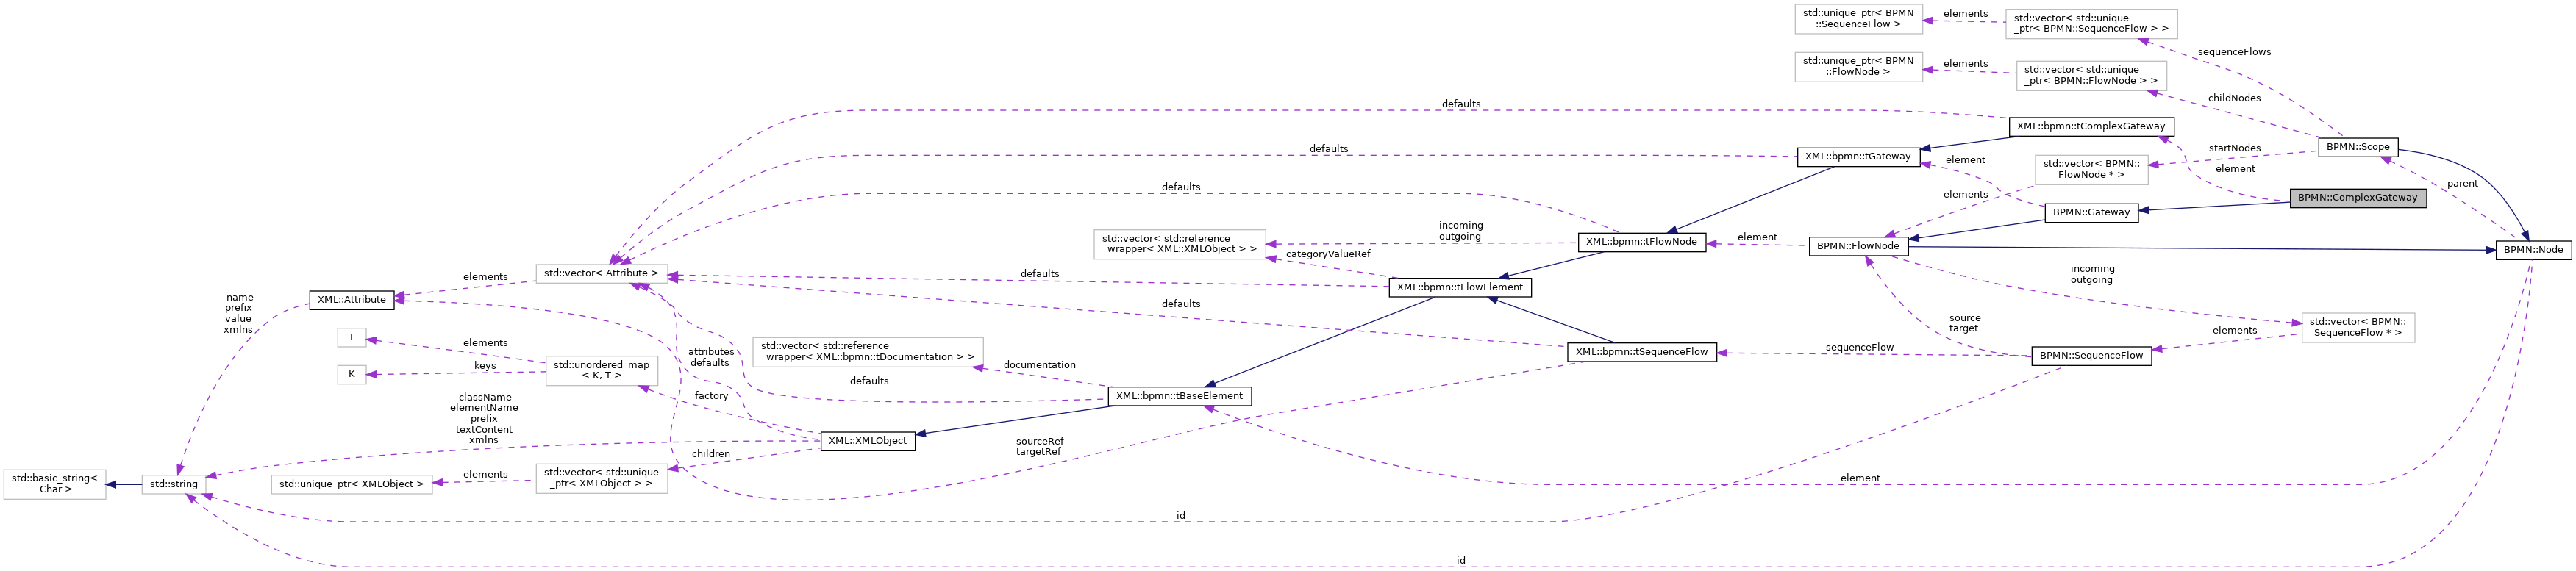 std::unique_ptr< BPMN
::SequenceFlow >
elements
std::vector< std::unique
_ptr< BPMN::SequenceFlow > >
sequenceFlows
std::unique_ptr< BPMN
::FlowNode >
elements
std::vector< std::unique
_ptr< BPMN::FlowNode > >
childNodes
defaults
XML::bpmn::tComplexGateway
defaults
XML::bpmn::tGateway
element
startNodes
BPMN::Scope
std::vector< BPMN::
FlowNode * >
element
parent
defaults
elements
BPMN::ComplexGateway
BPMN::Gateway
incoming
outgoing
std::vector< std::reference
_wrapper< XML::XMLObject > >
categoryValueRef
XML::bpmn::tFlowNode
element
BPMN::FlowNode
BPMN::Node
std::vector< Attribute >
elements
defaults
XML::bpmn::tFlowElement
incoming
outgoing
XML::Attribute
name
prefix
value
xmlns
defaults
source
target
std::vector< BPMN::
SequenceFlow * >
elements
T
elements
K
keys
std::unordered_map
< K, T >
attributes
defaults
std::vector< std::reference
_wrapper< XML::bpmn::tDocumentation > >
documentation
XML::bpmn::tSequenceFlow
sequenceFlow
BPMN::SequenceFlow
defaults
factory
XML::bpmn::tBaseElement
className
elementName
prefix
textContent
xmlns
XML::XMLObject
sourceRef
targetRef
children
std::basic_string<
Char >
std::string
std::unique_ptr< XMLObject >
elements
std::vector< std::unique
_ptr< XMLObject > >
element
id
id